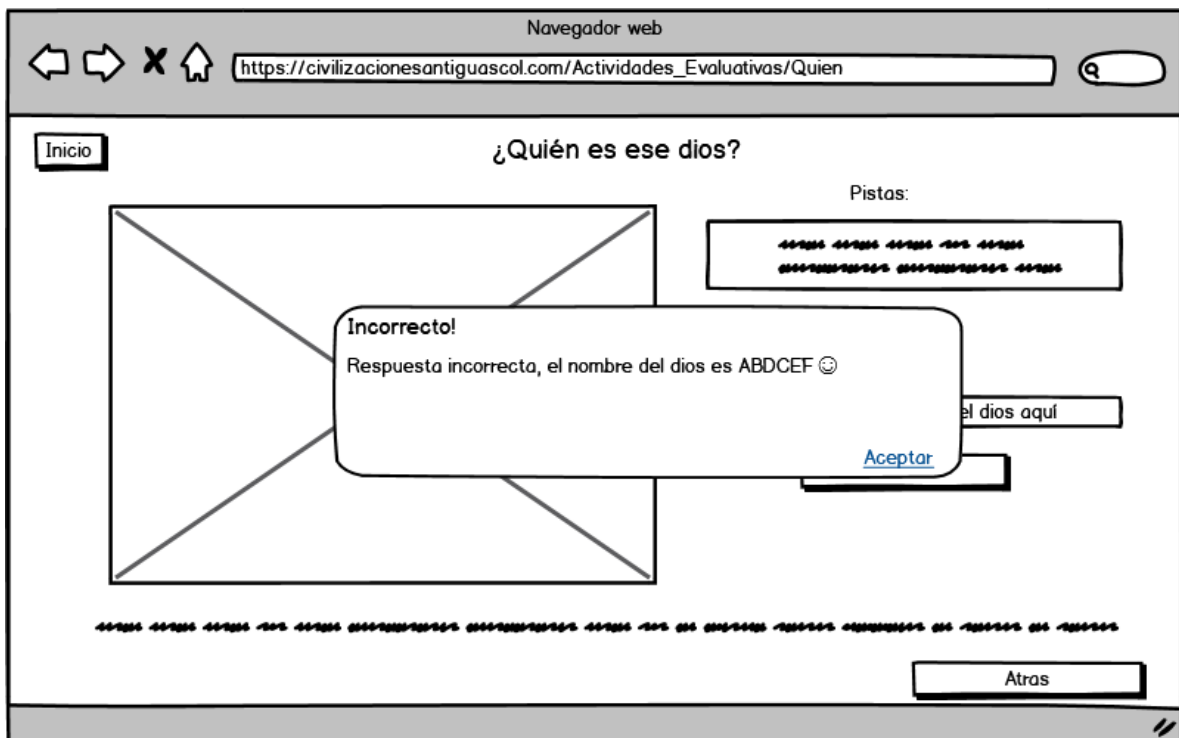 Navegador web
https://civilizacionesantiguascol.com/Actividades_Evaluativas/Quien
Inicio
¿Quién es ese dios?
Pistas:
Incorrecto!
Respuesta incorrecta, el nombre del dios es ABDCEF ☺
el dios aquí
Aceptar
Atras